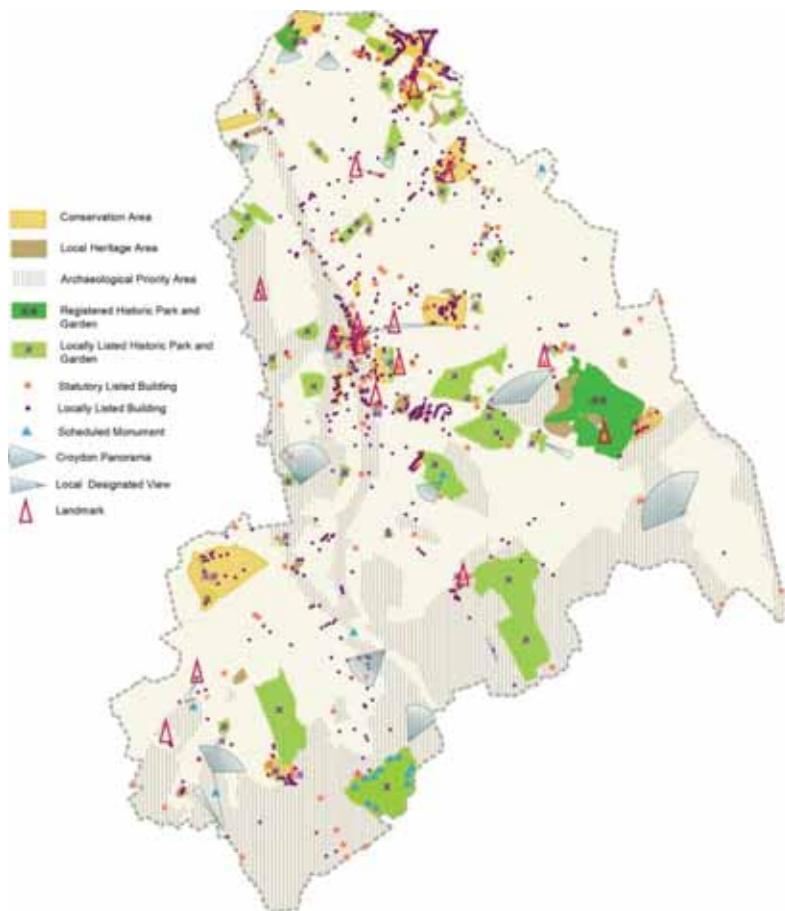 Conservation Area
Local Heritage Area
Archaeological Priority Area
Registered Historic Park and
Garden
Locally Listed Historic Park and
Garden
Statutory Listed Building
Locally Listed Building
Scheduled Monument
Croydon Panorama
Local Designated View
Landmark